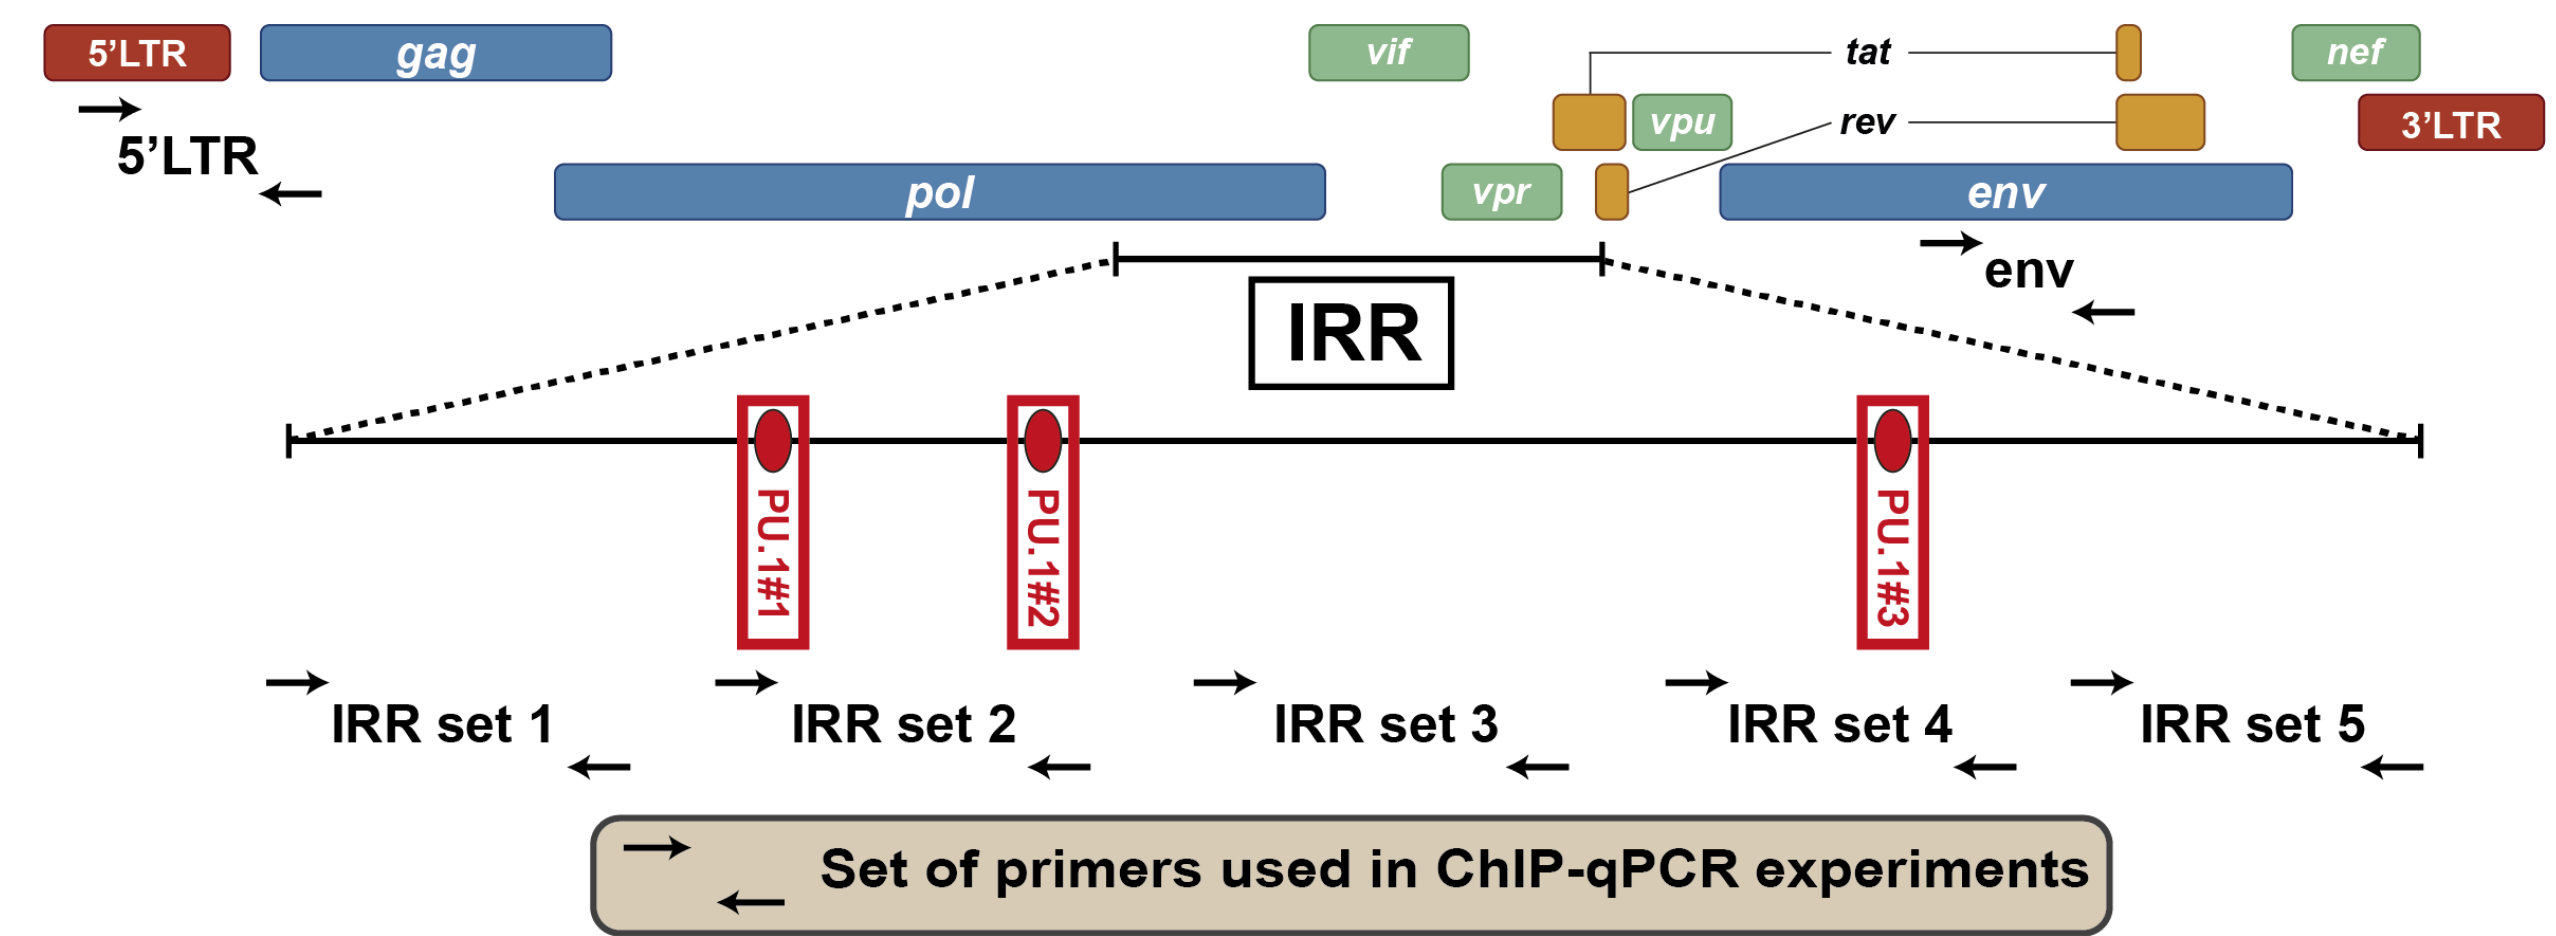 5’LTR
gag
vif
tat
nef
vpu
rev
3’LTR
5’LTR
pol
vpr
env
env
IRR
PU.1#1
PU.1#2
PU.1#3
IRR set 1
IRR set 2
IRR set 3
IRR set 4
IRR set 5
Set of primers used in ChIP-qPCR experiments